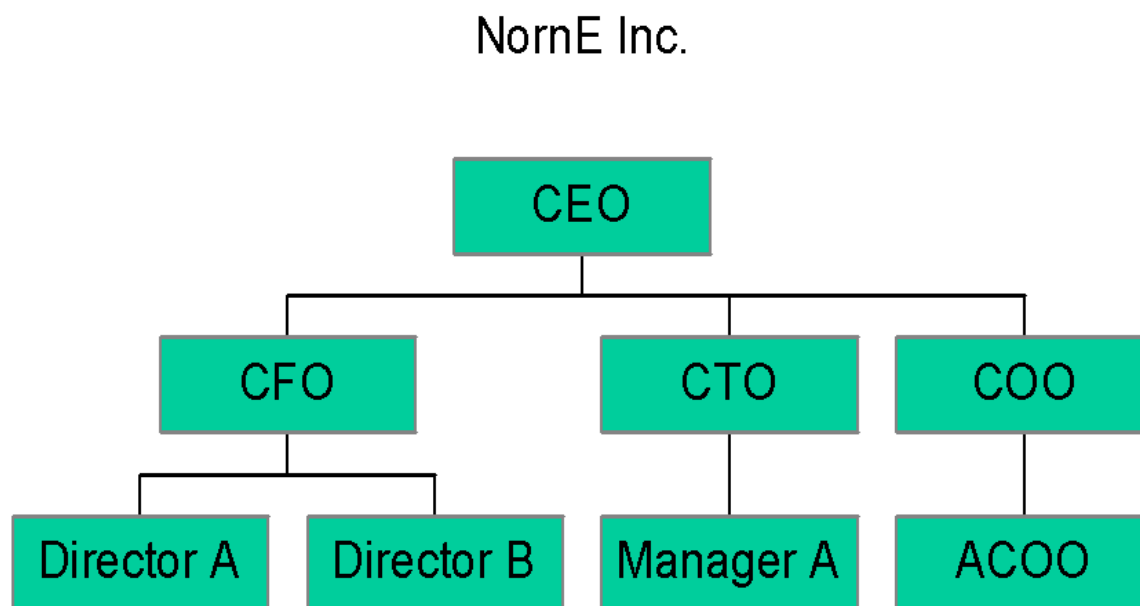 NornE Inc.
CEO
CFO
CTO
COO
Director A
Director B
Manager A
ACOO